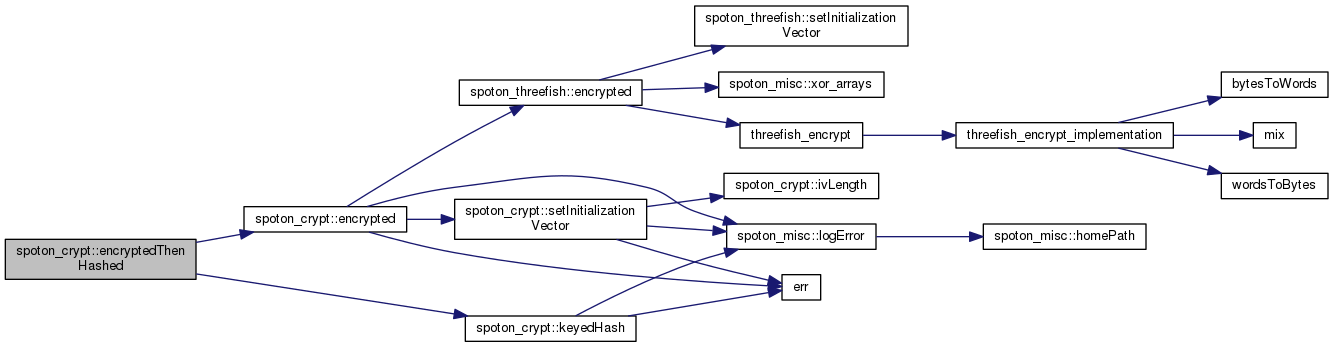 spoton_crypt::encryptedThen
Hashed
spoton_crypt::encrypted
spoton_crypt::keyedHash
spoton_threefish::encrypted
spoton_crypt::setInitialization
Vector
spoton_threefish::setInitialization
Vector
spoton_misc::xor_arrays
threefish_encrypt
spoton_crypt::ivLength
spoton_misc::logError
err
threefish_encrypt_implementation
spoton_misc::homePath
bytesToWords
mix
wordsToBytes